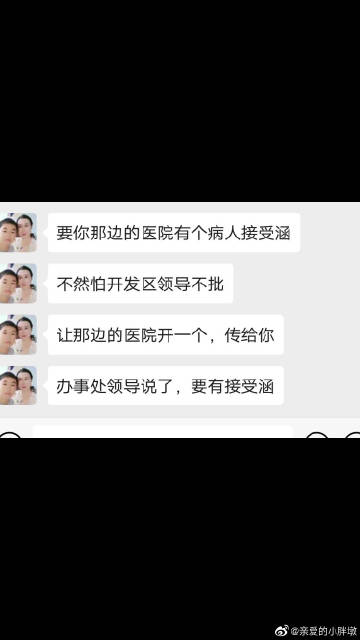 要你那边的医院有个病人接受涵
不然怕开发区领导不批
让那边的医院开一个，传给你
办事处领导说了，要有接受涵
@亲爱的小胖墩